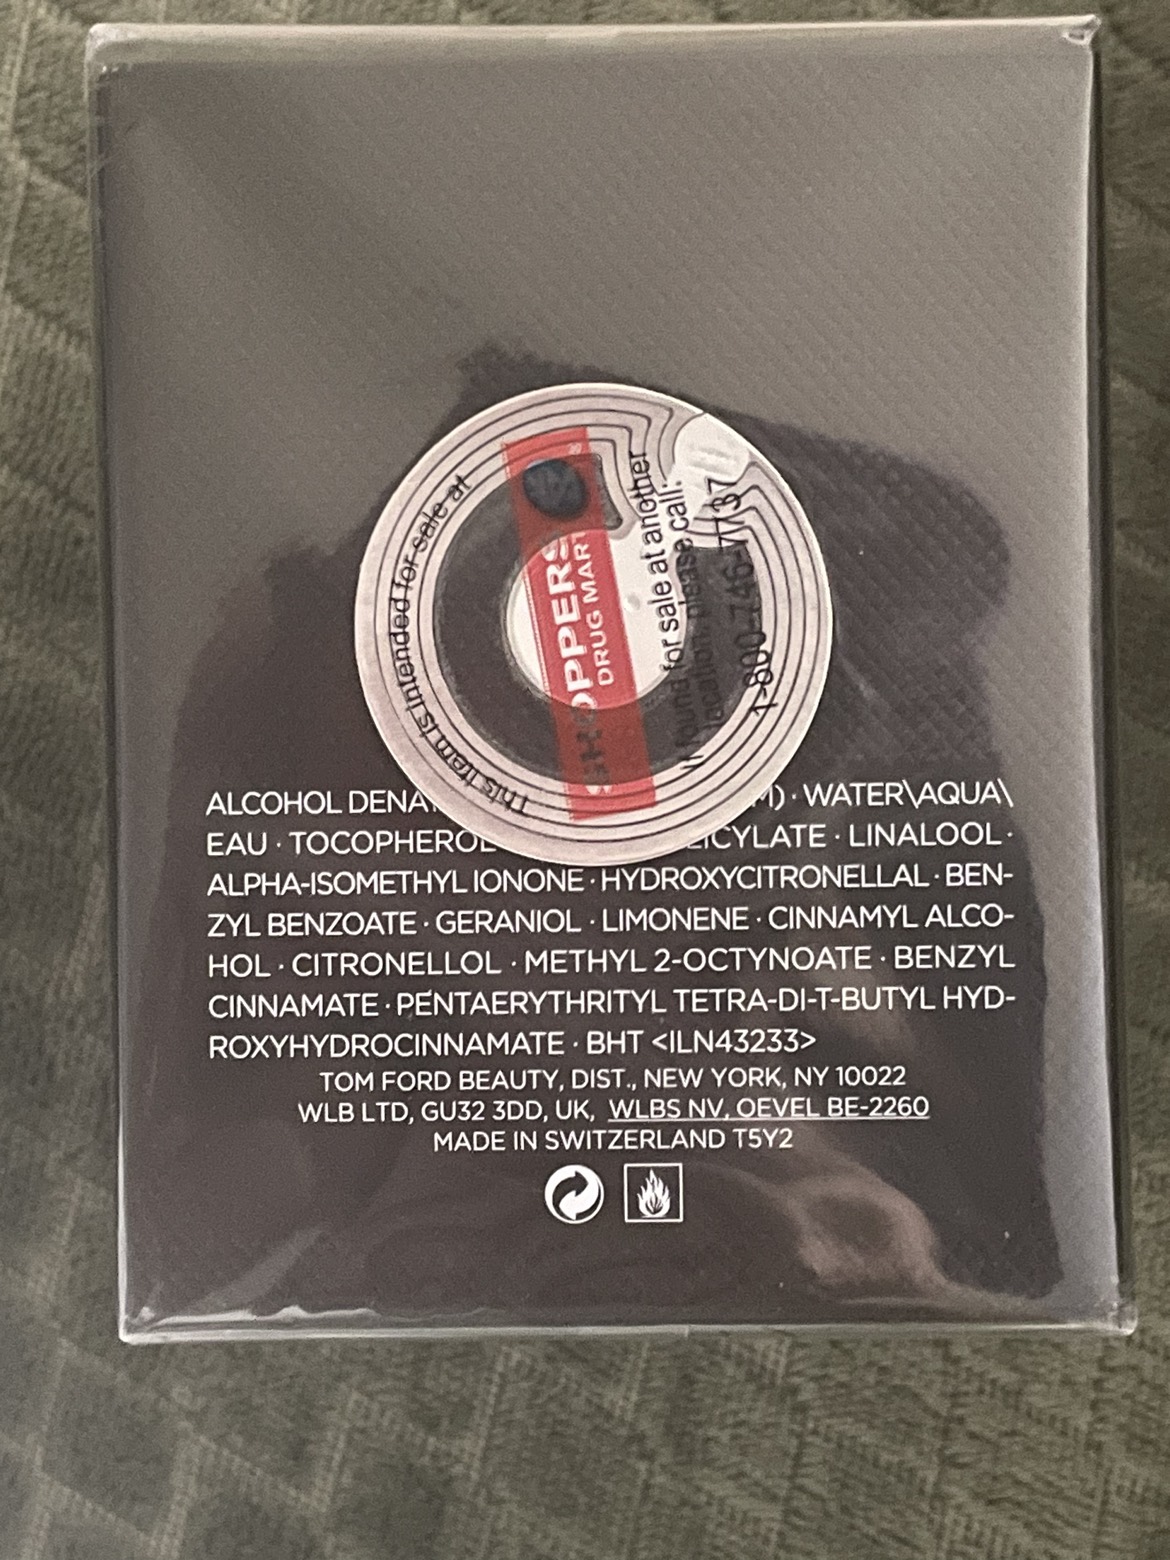 This item is intended for sale at
SHOPPERS
DRUG MART
If found for sale at another
location, please call:
1-800-746-7737
ALCOHOL DENA M) · WATER\AQUA\
EAU · TOCOPHEROL ICYLATE · LINALOOL ·
ALPHA-ISOMETHYL IONONE · HYDROXYCITRONELLAL · BEN-
ZYL BENZOATE · GERANIOL · LIMONENE · CINNAMYL ALCO-
HOL · CITRONELLOL · METHYL 2-OCTYNOATE · BENZYL
CINNAMATE · PENTAERYTHRITYL TETRA-DI-T-BUTYL HYD-
ROXYHYDROCINNAMATE · BHT <ILN43233>
TOM FORD BEAUTY, DIST., NEW YORK, NY 10022
WLB LTD, GU32 3DD, UK, WLBS NV, OEVEL BE-2260
MADE IN SWITZERLAND T5Y2